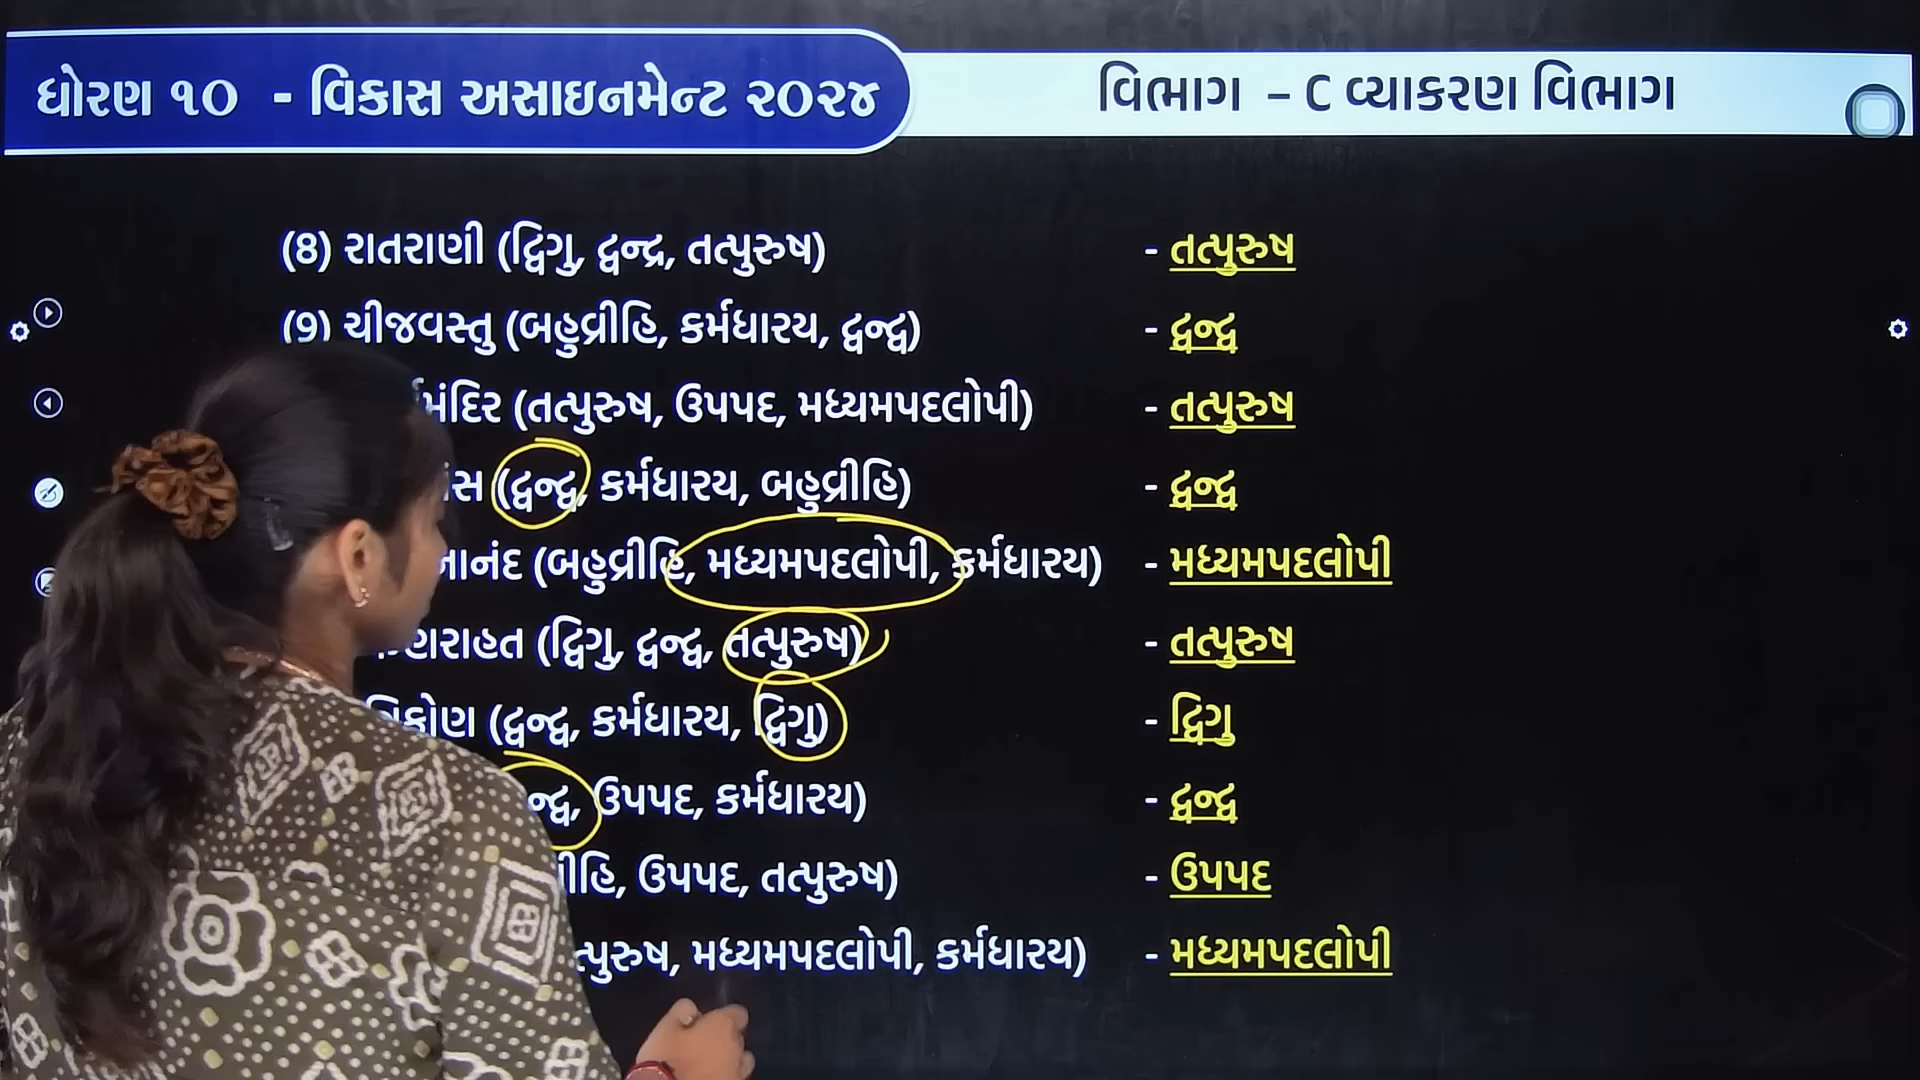 ધોરણ ૧૦ - વિકાસ અસાઇનમેન્ટ ૨૦૨૪
વિભાગ – C વ્યાકરણ વિભાગ
(8) રાતરાણી (દ્વિગુ, દ્વન્દ્ર, તત્પુરુષ) - તત્પુરુષ
(9) ચીજવસ્તુ (બહુવ્રીહિ, કર્મધારય, દ્વન્દ્વ) - દ્વન્દ્વ
(તત્પુરુષ, ઉપપદ, મધ્યમપદલોપી) - તત્પુરુષ
(દ્વન્દ્વ, કર્મધારય, બહુવ્રીહિ) - દ્વન્દ્વ
(બહુવ્રીહિ, મધ્યમપદલોપી, કર્મધારય) - મધ્યમપદલોપી
(દ્વિગુ, દ્વન્દ્વ, તત્પુરુષ) - તત્પુરુષ
(દ્વન્દ્વ, કર્મધારય, દ્વિગુ) - દ્વિગુ
ઉપપદ, કર્મધારય) - દ્વન્દ્વ
ઉપપદ, તત્પુરુષ) - ઉપપદ
મધ્યમપદલોપી, કર્મધારય) - મધ્યમપદલોપી